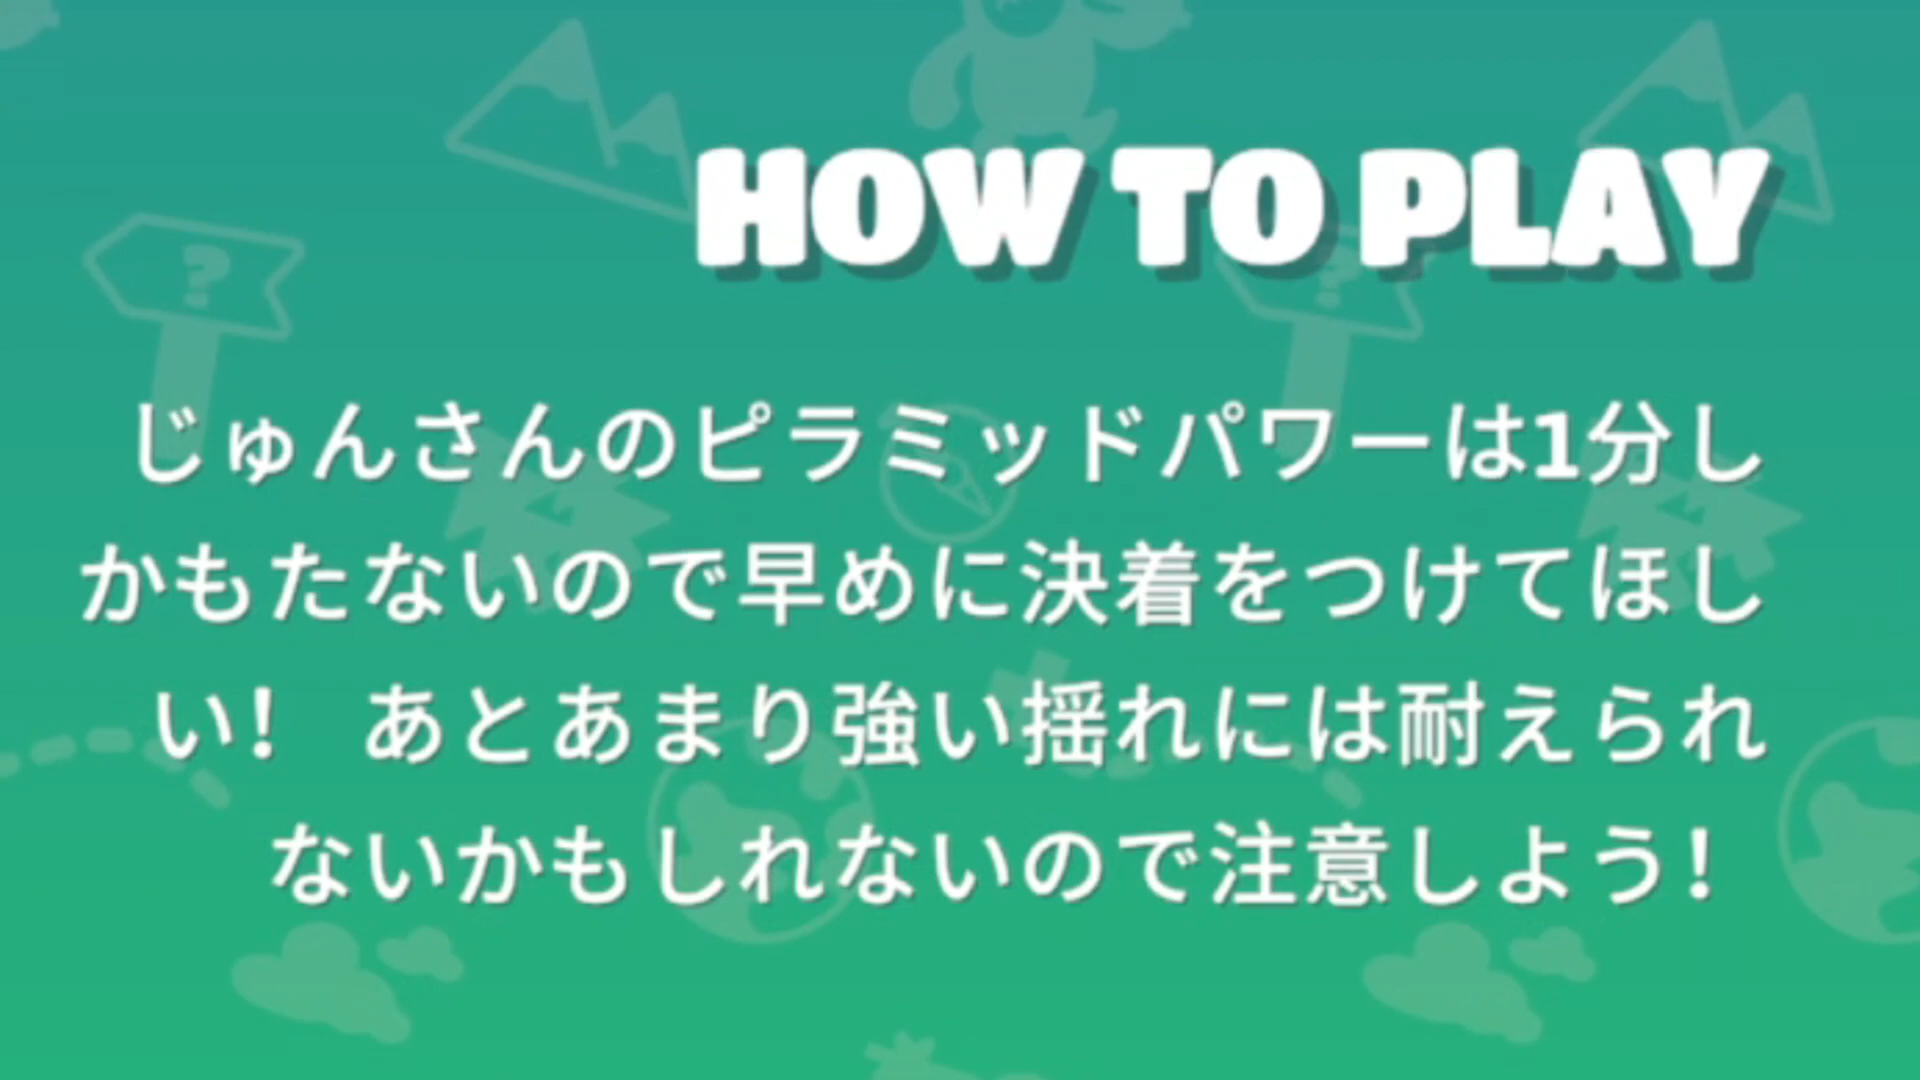 HOW TO PLAY
じゅんさんのピラミッドパワーは1分し
かもたないので早めに決着をつけてほし
い！ あとあまり強い揺れには耐えられ
ないかもしれないので注意しよう！